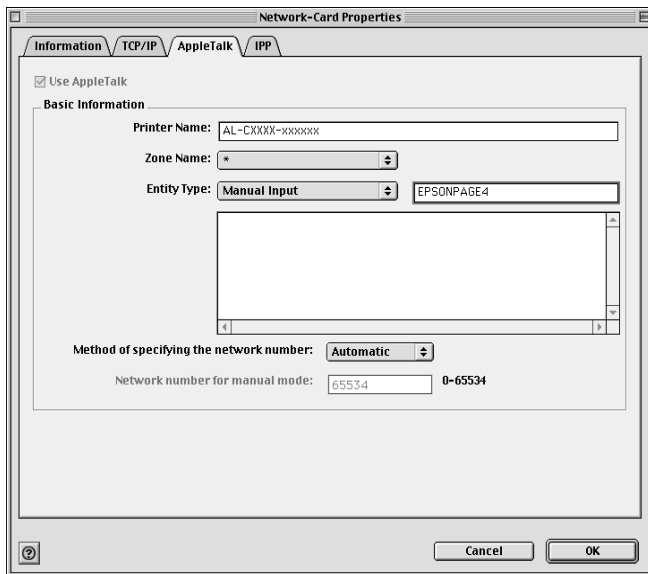 Network-Card Properties
Information TCP/IP AppleTalk IPP
Use AppleTalk
Basic Information
Printer Name: AL-CXXXX-xxxxxx
Zone Name: *
Entity Type: Manual Input EPSONPAGE4
Method of specifying the network number: Automatic
Network number for manual mode: 65534 0-65534
? Cancel OK